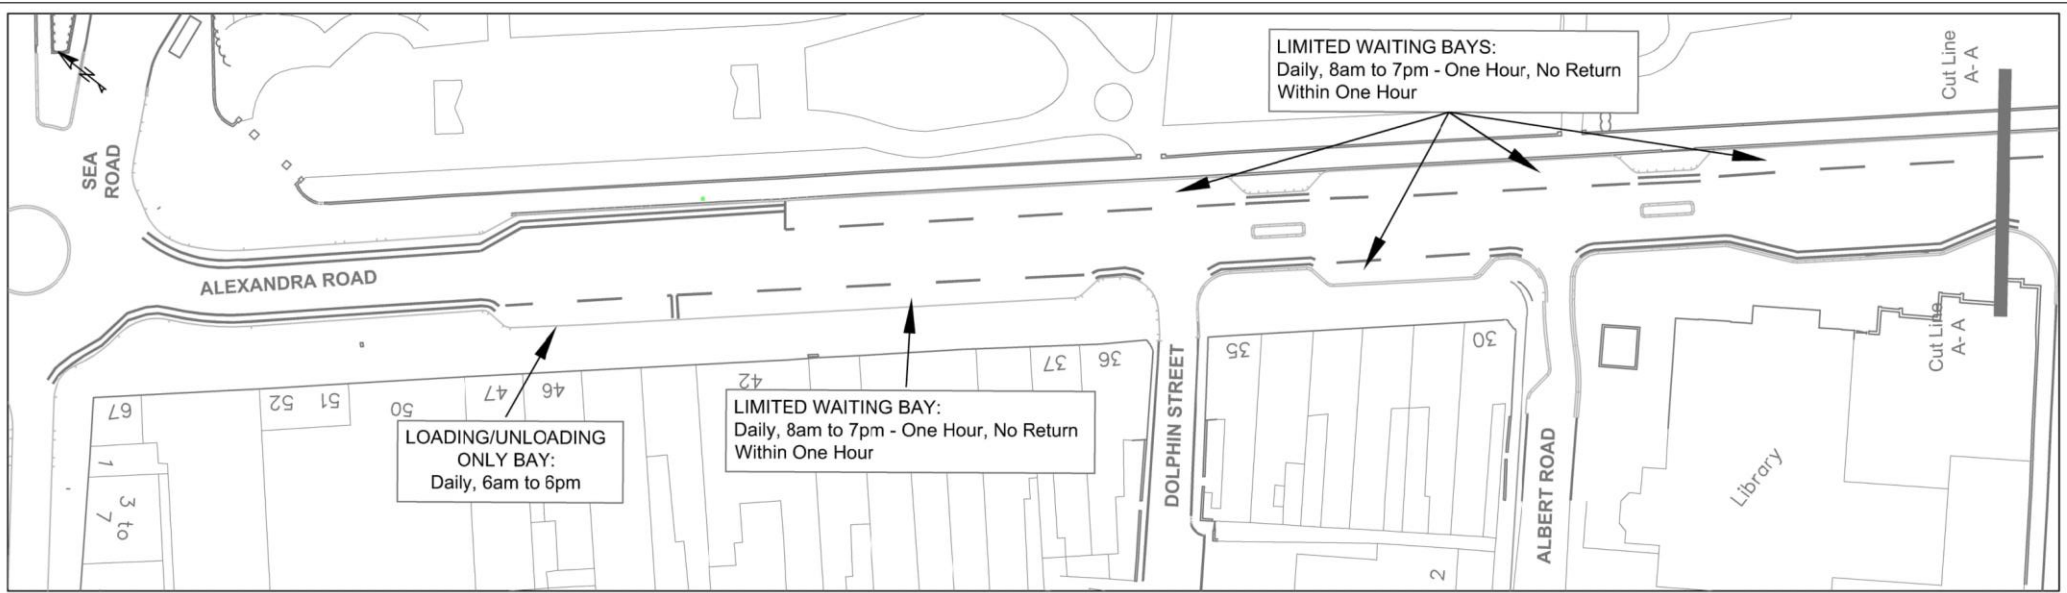 N
SEA
ROAD
ALEXANDRA ROAD
LIMITED WAITING BAYS:
Daily, 8am to 7pm - One Hour, No Return
Within One Hour
Cut Line
A- A
67
1
3 to
7
52
51
50
47
46
42
37
36
LOADING/UNLOADING
ONLY BAY:
Daily, 6am to 6pm
LIMITED WAITING BAY:
Daily, 8am to 7pm - One Hour, No Return
Within One Hour
DOLPHIN STREET
35
30
2
ALBERT ROAD
Library
Cut Line
A- A